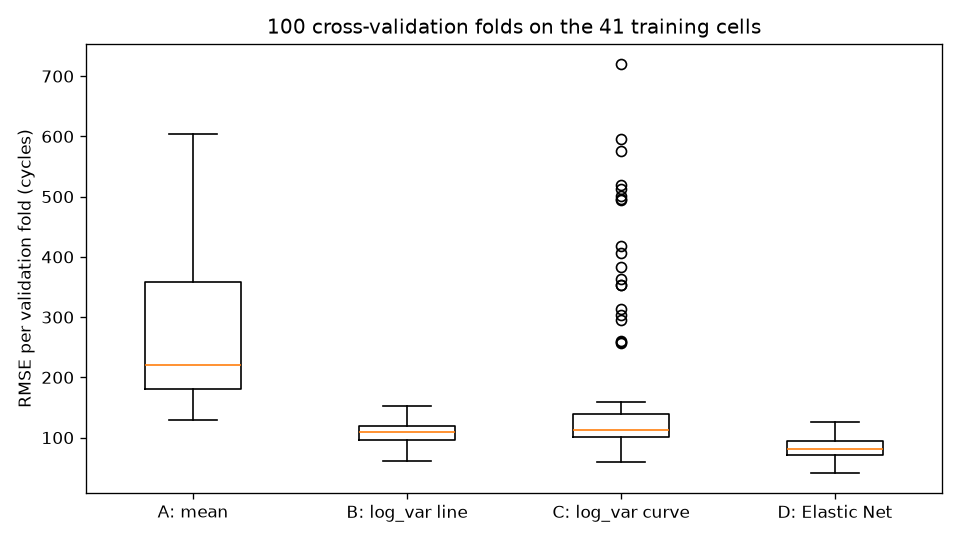 100 cross-validation folds on the 41 training cells
RMSE per validation fold (cycles)
700
600
500
400
300
200
100
A: mean
B: log_var line
C: log_var curve
D: Elastic Net